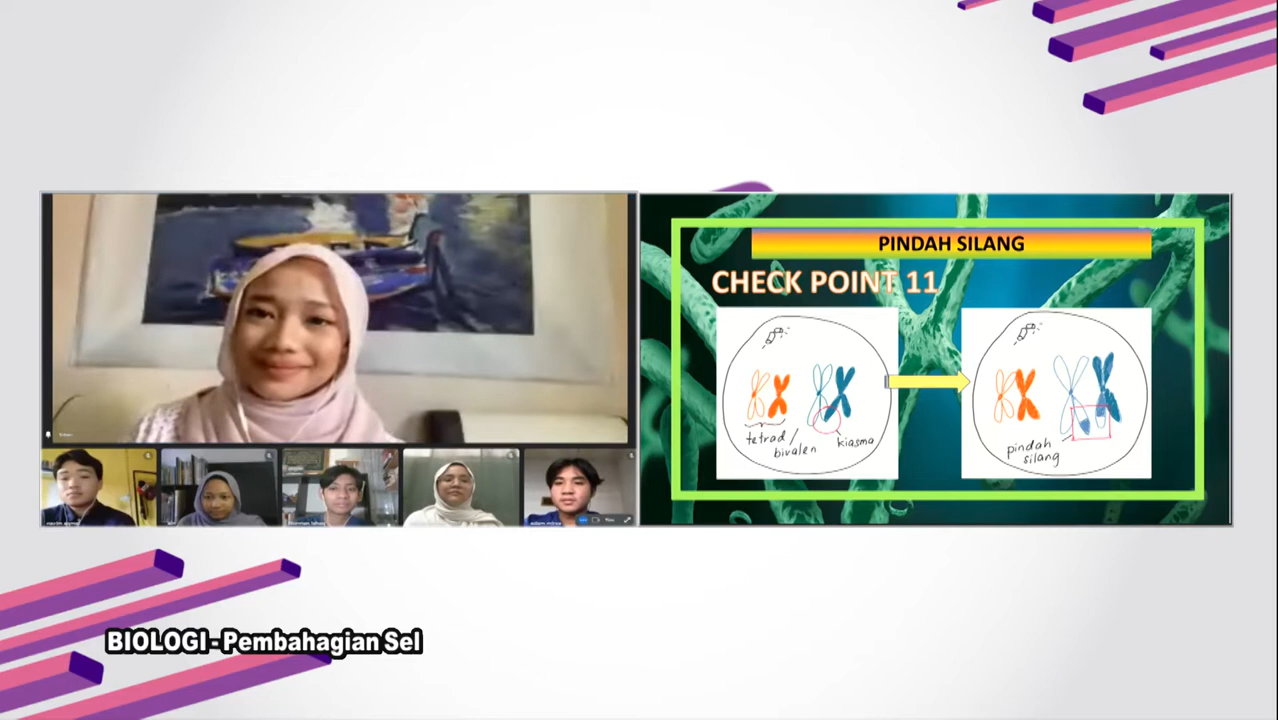 PINDAH SILANG
CHECK POINT 11
tetrad /
bivalen
kiasma
pindah
silang
BIOLOGI - Pembahagian Sel